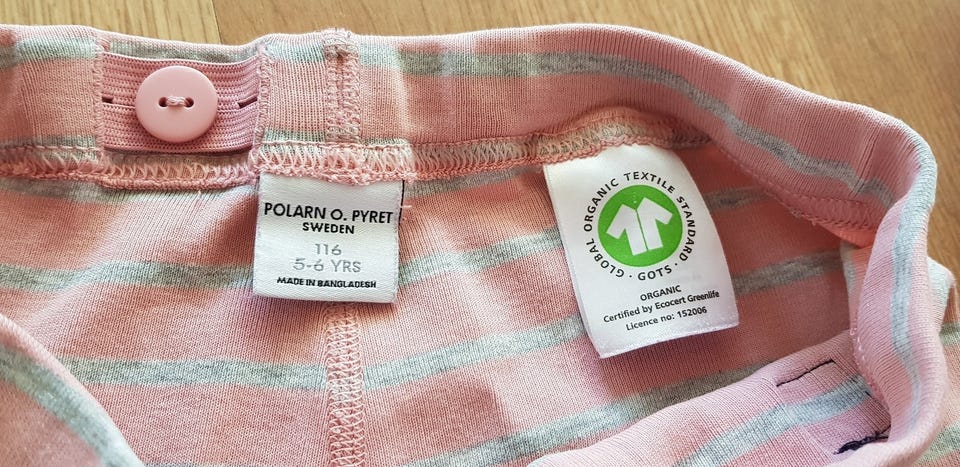 POLARN O. PYRET
SWEDEN
116
5-6 YRS
MADE IN BANGLADESH
GLOBAL ORGANIC TEXTILE STANDARD
· GOTS ·
ORGANIC
Certified by Ecocert Greenlife
Licence no: 152006